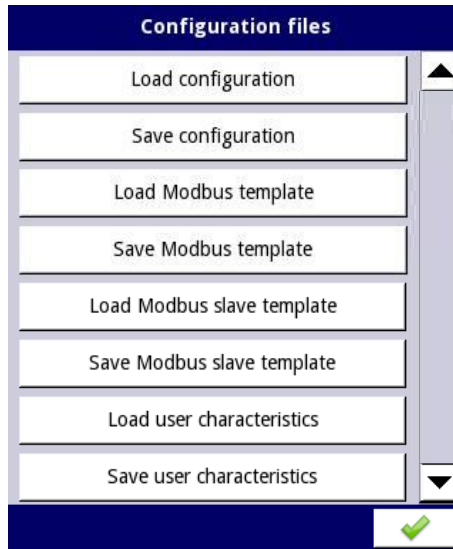 Configuration files
Load configuration
Save configuration
Load Modbus template
Save Modbus template
Load Modbus slave template
Save Modbus slave template
Load user characteristics
Save user characteristics